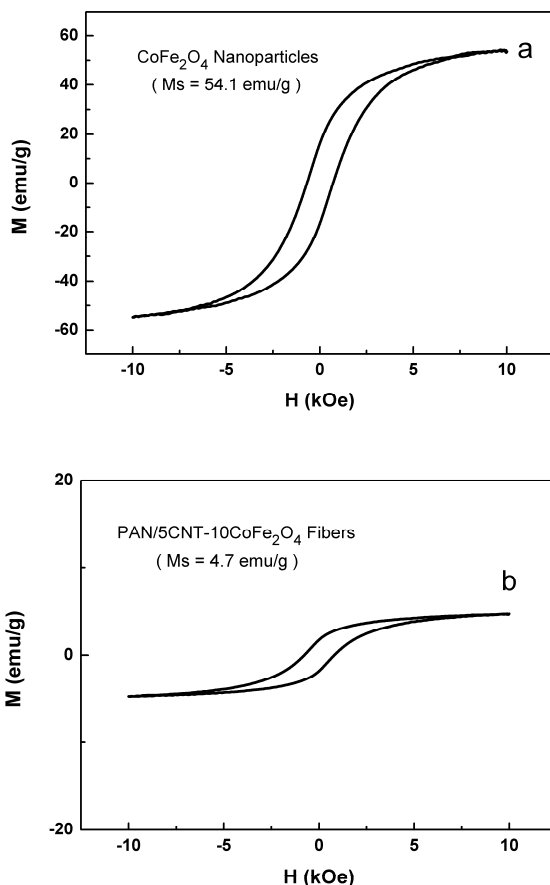 60
CoFe₂O₄ Nanoparticles
a
( Ms = 54.1 emu/g )
40
20
M (emu/g)
0
-20
-40
-60
-10 -5 0 5 10
H (kOe)
20
PAN/5CNT-10CoFe₂O₄ Fibers
( Ms = 4.7 emu/g )
b
M (emu/g)
0
-20
-10 -5 0 5 10
H (kOe)